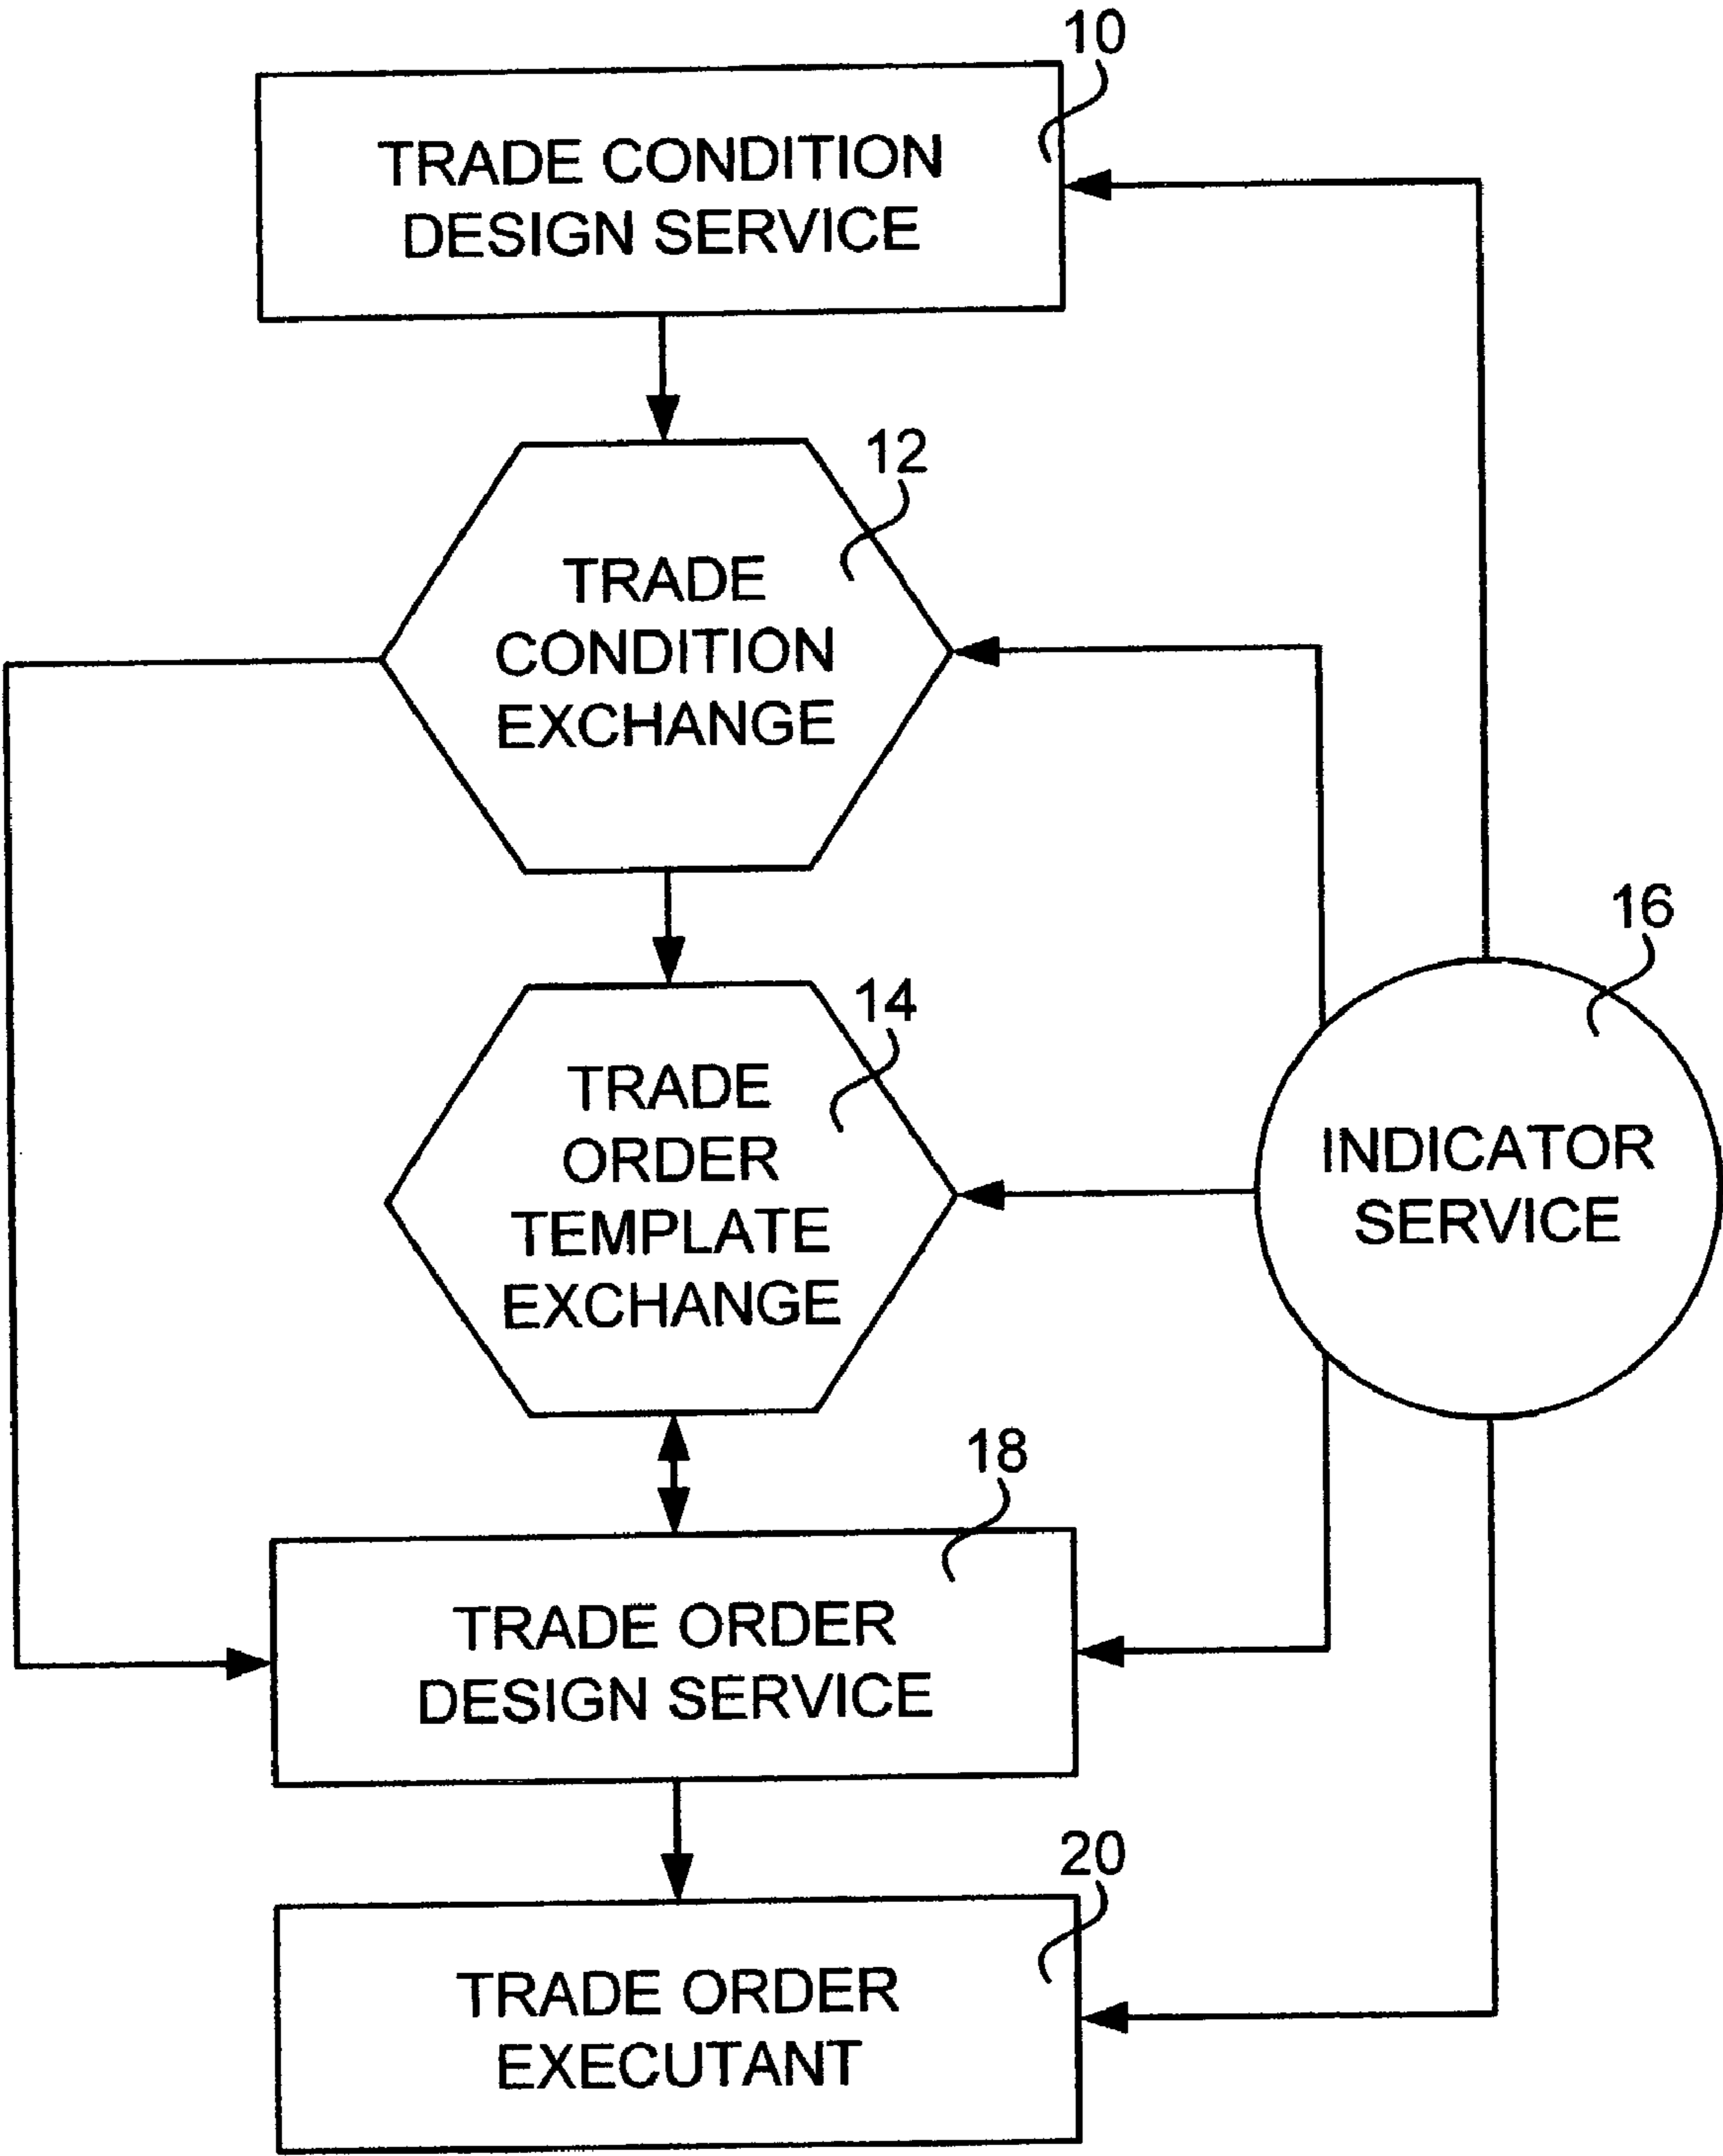 10
TRADE CONDITION
DESIGN SERVICE
12
TRADE
CONDITION
EXCHANGE
16
14
TRADE
ORDER
TEMPLATE
EXCHANGE
INDICATOR
SERVICE
18
TRADE ORDER
DESIGN SERVICE
20
TRADE ORDER
EXECUTANT